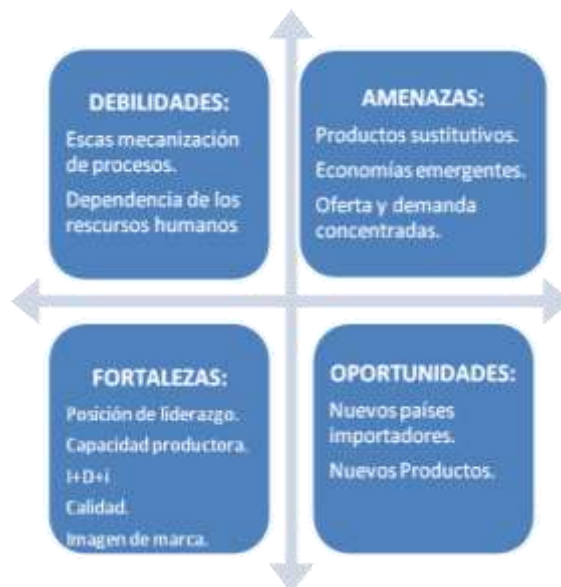 DEBILIDADES:
Escas mecanización
de procesos.
Dependencia de los
rescursos humanos
AMENAZAS:
Productos sustitutivos.
Economías emergentes.
Oferta y demanda
concentradas.
FORTALEZAS:
Posición de liderazgo.
Capacidad productora.
I+D+i
Calidad.
Imagen de marca.
OPORTUNIDADES:
Nuevos países
importadores.
Nuevos Productos.